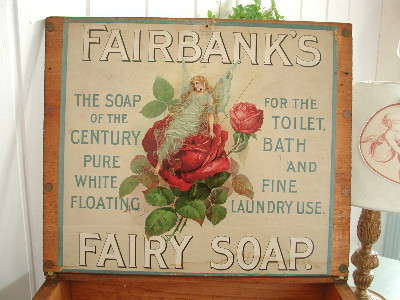 FAIRBANK'S
THE SOAP
OF THE
CENTURY
PURE
WHITE
FLOATING
FOR THE
TOILET,
BATH
AND
FINE
LAUNDRY USE.
FAIRY SOAP.